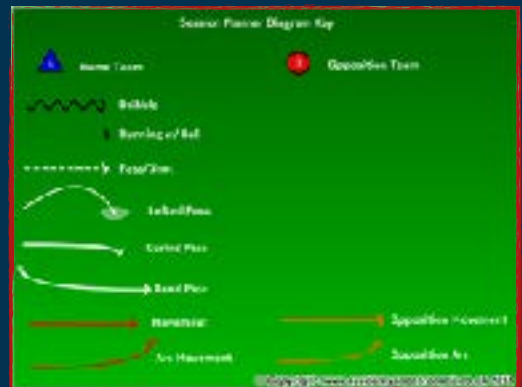 Session Planner Diagram Key
Home Team
Opposition Team
Dribble
Running w/ Ball
Pass/Shot
Lofted Pass
Curled Pass
Bend Pass
Movement
Opposition Movement
Arc Movement
Opposition Arc